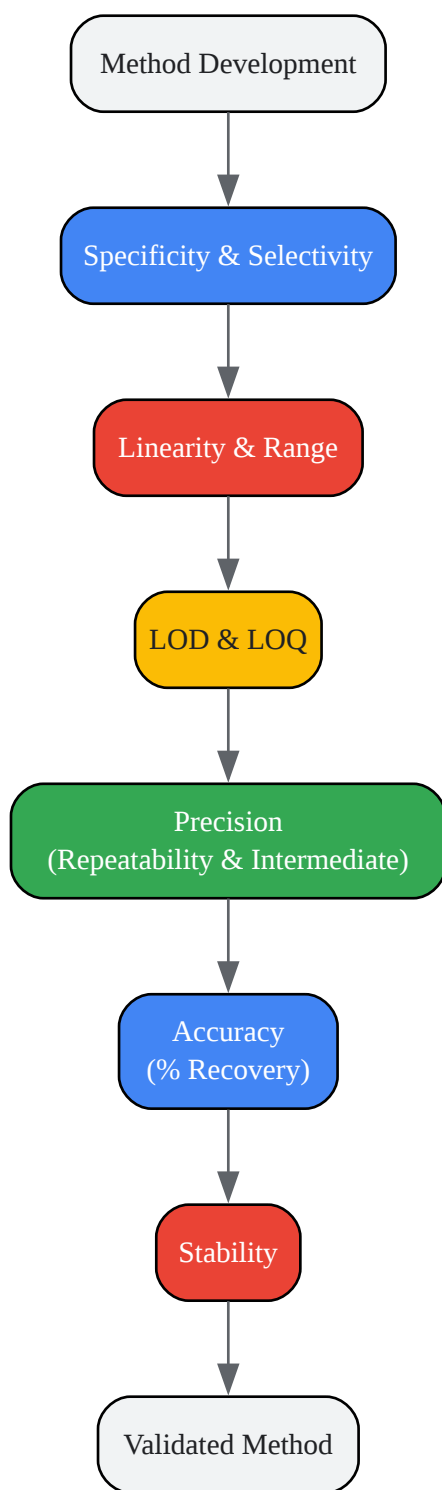 Method Development
Specificity & Selectivity
Linearity & Range
LOD & LOQ
Precision
(Repeatability & Intermediate)
Accuracy
(% Recovery)
Stability
Validated Method